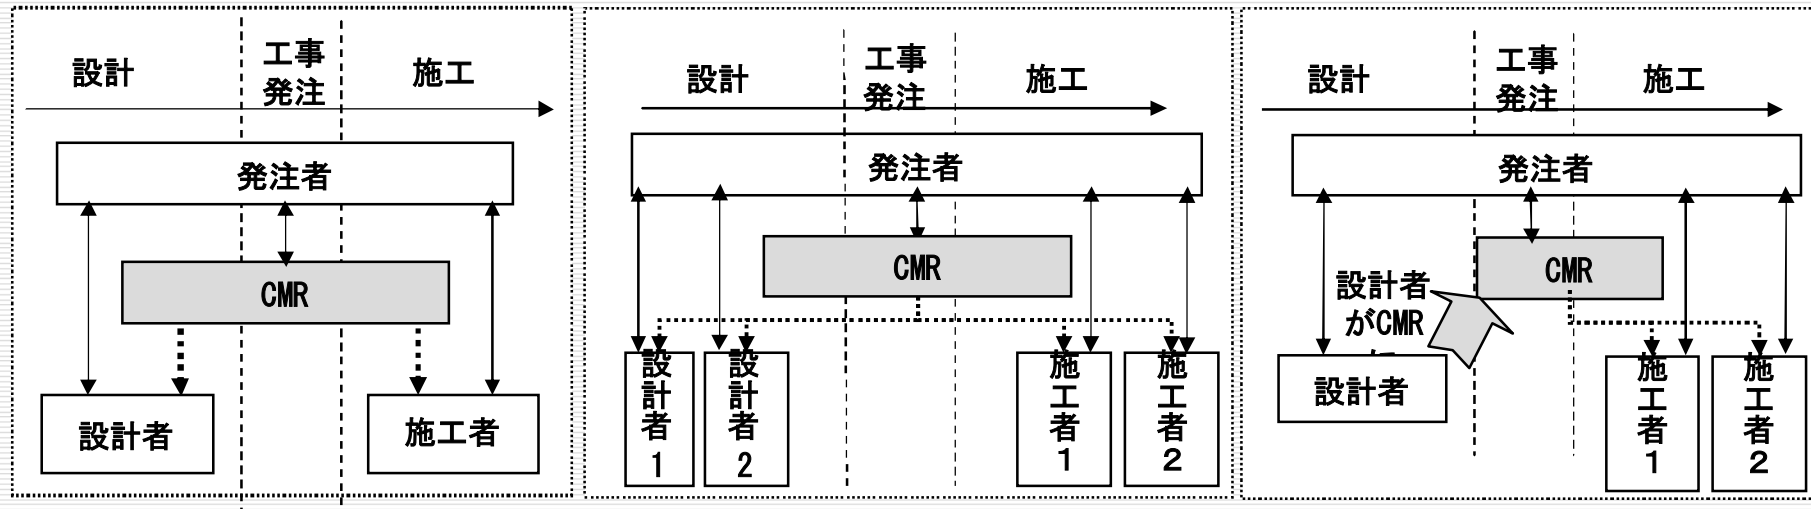 設計
工事
発注
施工
発注者
CMR
設計者
施工者
設計
工事
発注
施工
発注者
CMR
設計者1
設計者2
施工者1
施工者2
設計
工事
発注
施工
発注者
CMR
設計者
がCMR
設計者
施工者1
施工者2